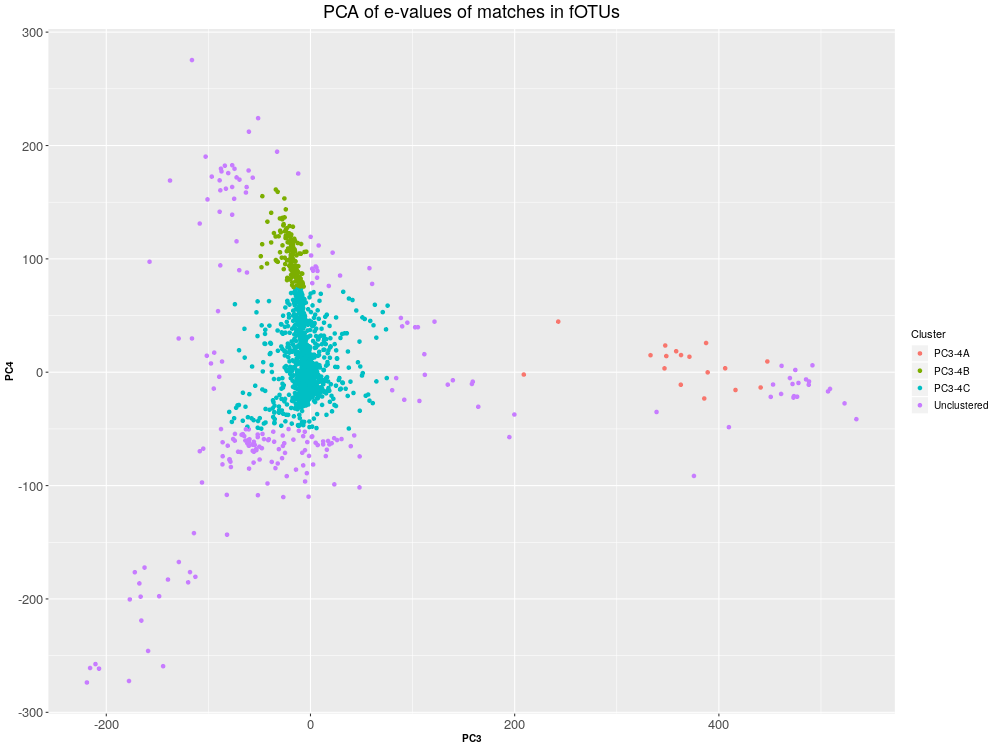 PCA of e-values of matches in fOTUs
300
200
100
0
-100
-200
-300
PC4
-200
0
200
400
PC3
Cluster
PC3-4A
PC3-4B
PC3-4C
Unclustered